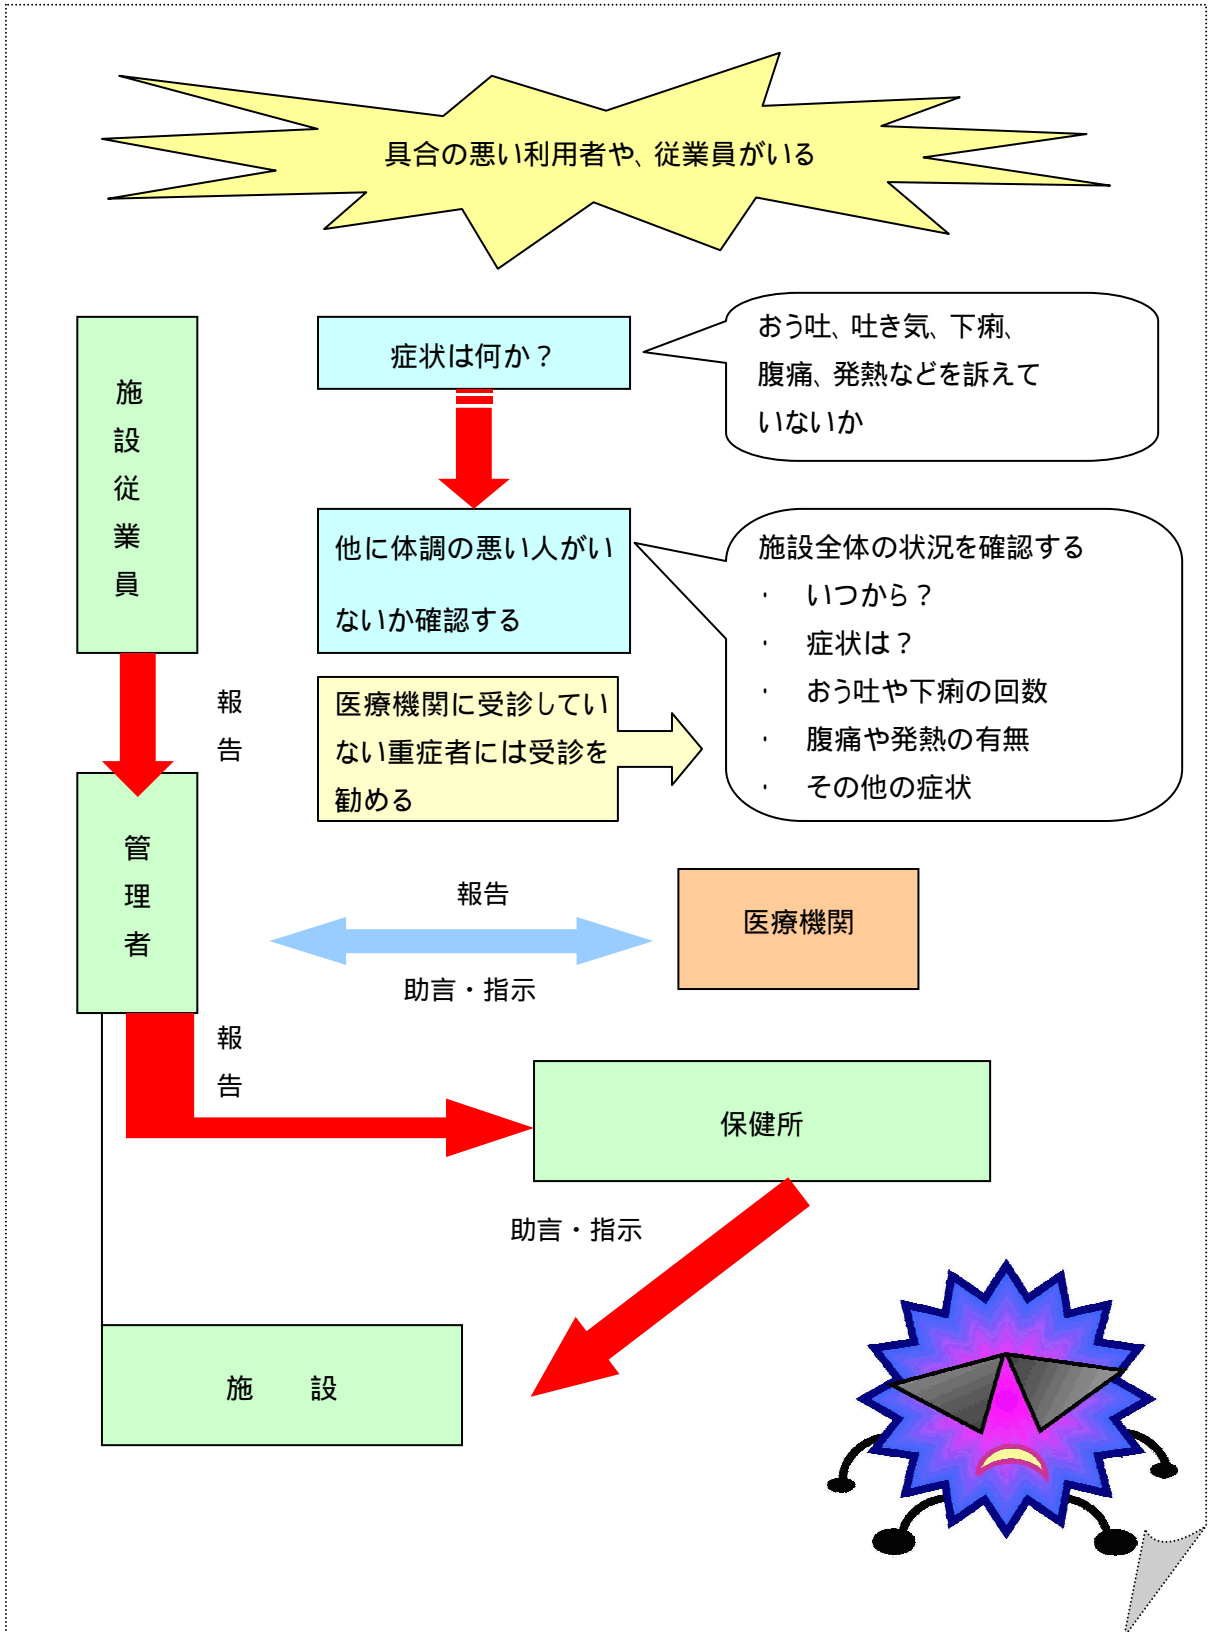 具合の悪い利用者や、従業員がいる
施設従業員
症状は何か？
おう吐、吐き気、下痢、
腹痛、発熱などを訴えて
いないか
他に体調の悪い人がい
ないか確認する
施設全体の状況を確認する
・ いつから？
・ 症状は？
・ おう吐や下痢の回数
・ 腹痛や発熱の有無
・ その他の症状
報告
医療機関に受診してい
ない重症者には受診を
勧める
管理者
報告
助言・指示
医療機関
報告
保健所
助言・指示
施　設